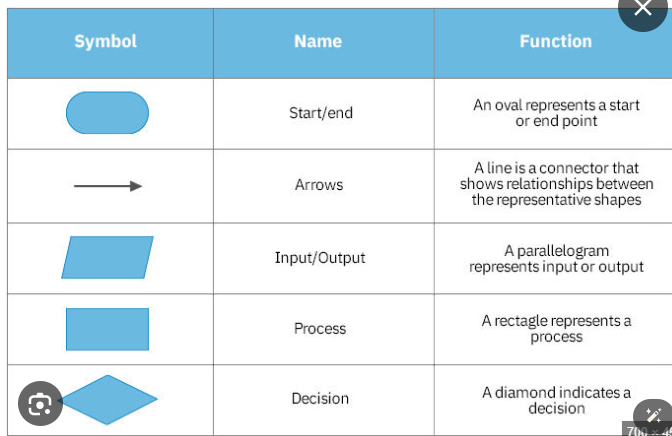 Symbol Name Function
Start/end
An oval represents a start
or end point
Arrows
A line is a connector that
shows relationships between
the representative shapes
Input/Output
A parallelogram
represents input or output
Process
A rectagle represents a
process
Decision
A diamond indicates a
decision